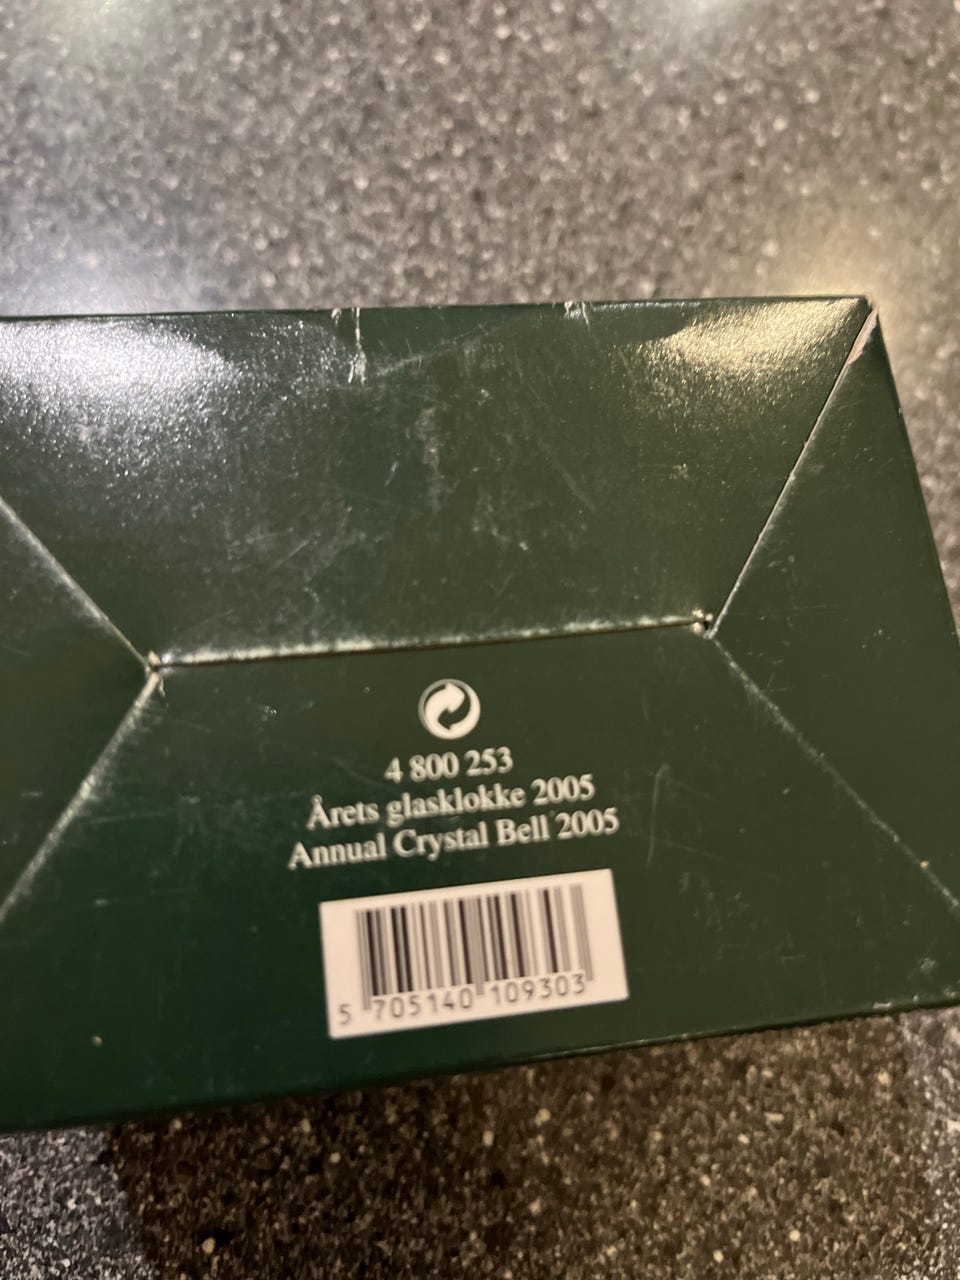 4 800 253
Årets glasklokke 2005
Annual Crystal Bell 2005
5 705140 109303